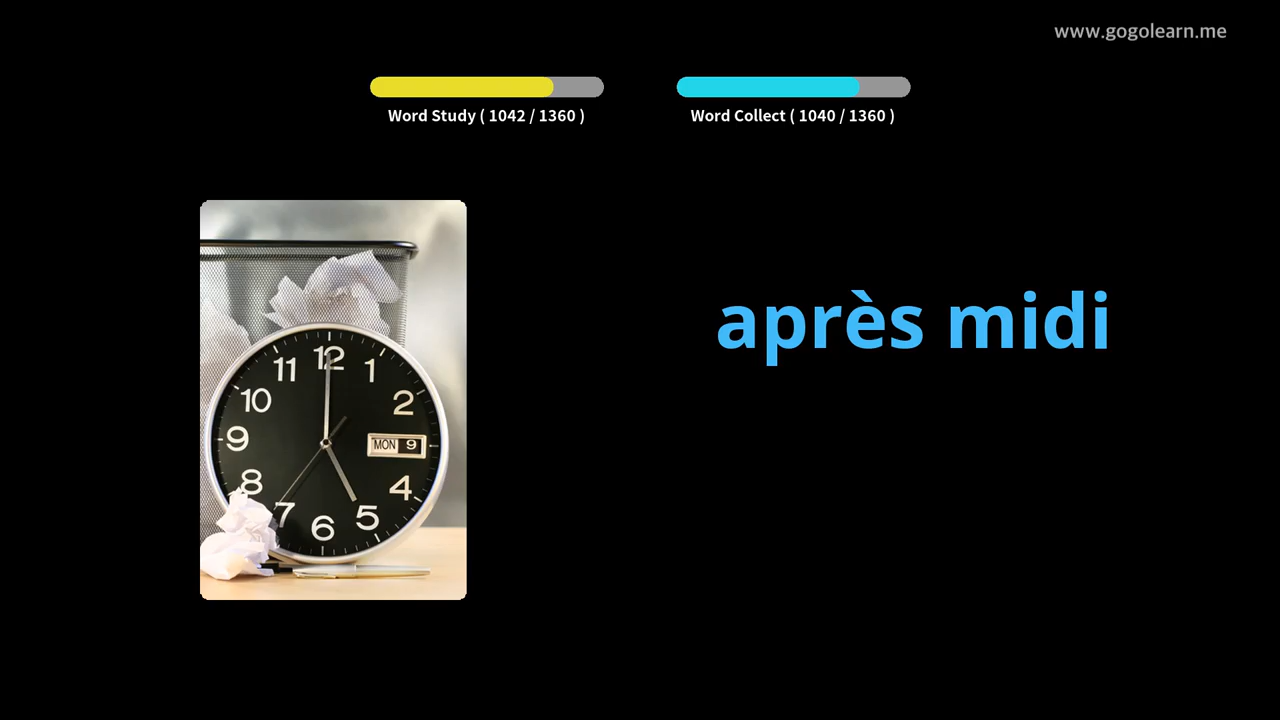 www.gogolearn.me
Word Study ( 1042 / 1360 )
Word Collect ( 1040 / 1360 )
après midi
12
11
1
10
2
9
MON 9
8
4
7
5
6